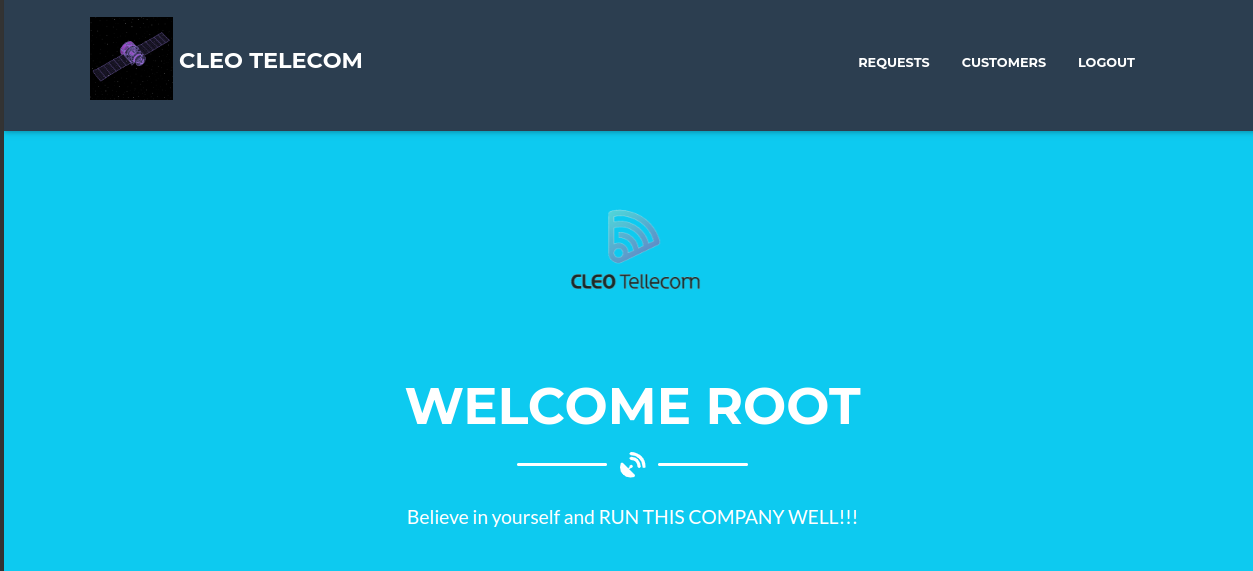 CLEO TELECOM
REQUESTS CUSTOMERS LOGOUT
CLEO Tellecom
WELCOME ROOT
Believe in yourself and RUN THIS COMPANY WELL!!!